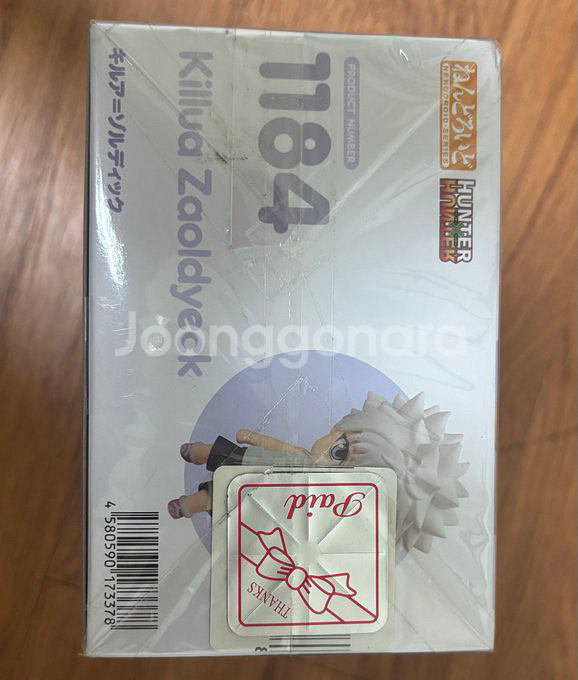 ねんどろいど
NENDOROID SERIES
HUNTER
HUNTER
PRODUCT NUMBER
1184
Killua Zaoldyeck
キルア=ゾルディック
Joonggonara
Paid
THANKS
4 580590 173378